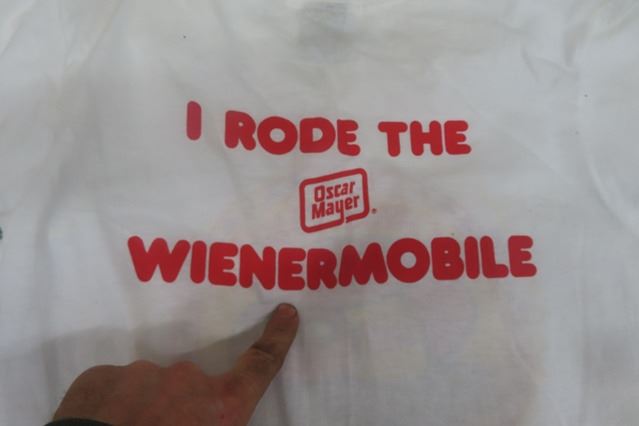 I RODE THE
Oscar
Mayer®
WIENERMOBILE